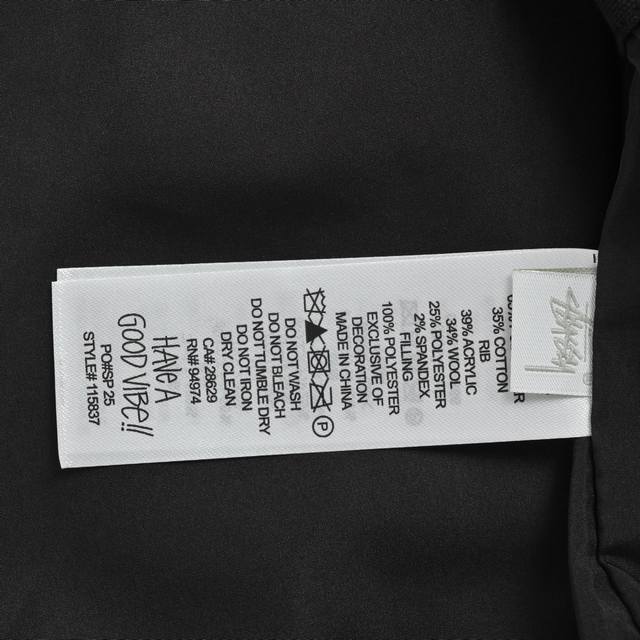 Stüssy
35% COTTON
RIB
39% ACRYLIC
34% WOOL
25% POLYESTER
2% SPANDEX
FILLING
100% POLYESTER
EXCLUSIVE OF
DECORATION
MADE IN CHINA
P
DO NOT WASH
DO NOT BLEACH
DO NOT TUMBLE DRY
DO NOT IRON
DRY CLEAN
CA# 28629
RN# 94974
HAVE A
GOOD VIBE!!
PO#SP 25
STYLE# 115837